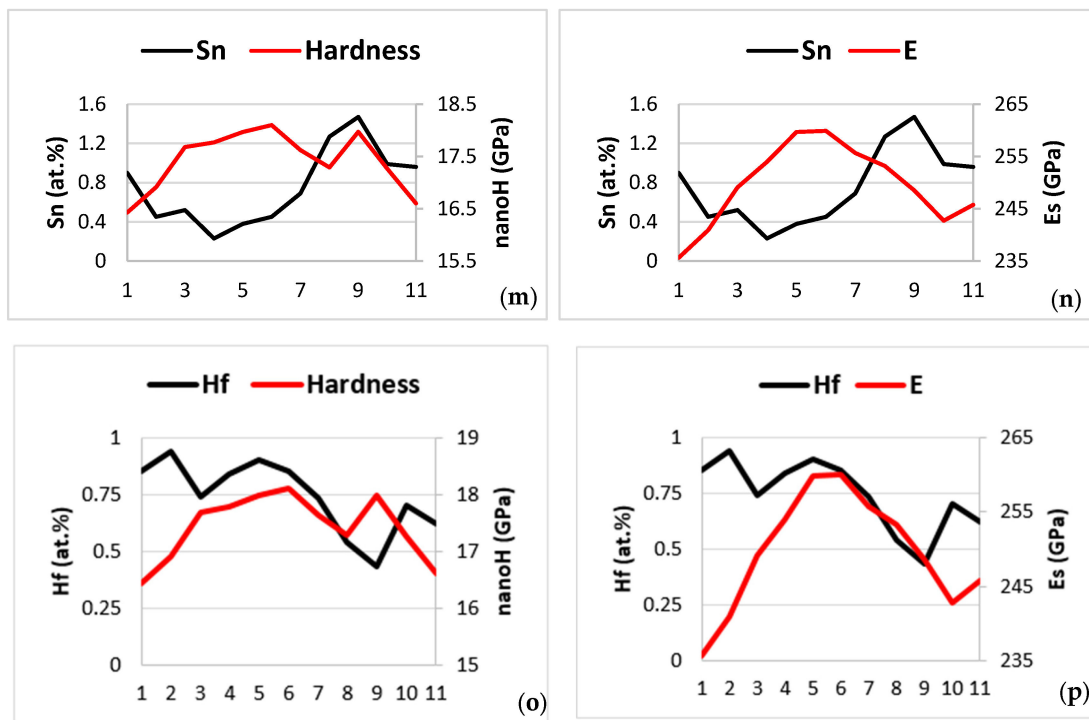 Sn Hardness
1.6 18.5
1.2 17.5
0.8
0.4 16.5
0 15.5
Sn (at.%)
nanoH (GPa)
1 3 5 7 9 11
(m)
Sn E
1.6 265
1.2 255
0.8
0.4 245
0 235
Sn (at.%)
Es (GPa)
1 3 5 7 9 11
(n)
Hf Hardness
1 19
0.75 18
0.5 17
0.25 16
0 15
Hf (at.%)
nanoH (GPa)
1 2 3 4 5 6 7 8 9 10 11
(o)
Hf E
1 265
0.75 255
0.5
0.25 245
0 235
Hf (at.%)
Es (GPa)
1 2 3 4 5 6 7 8 9 10 11
(p)